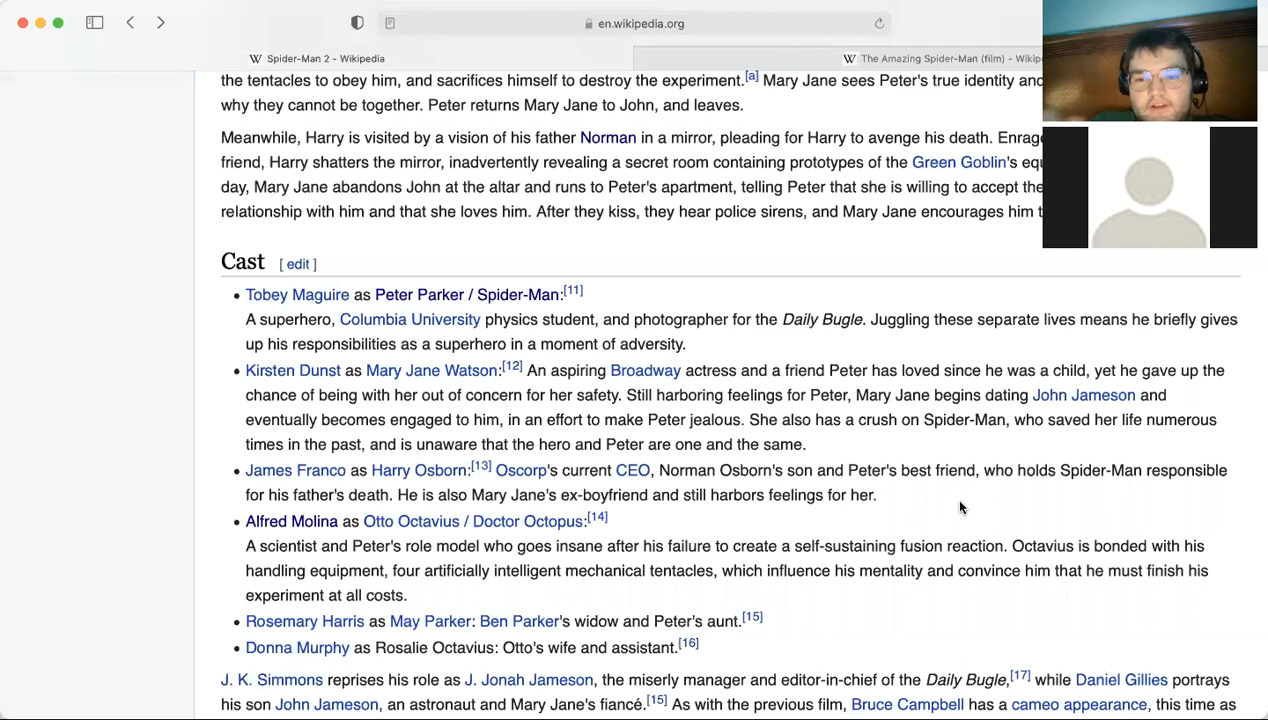 en.wikipedia.org
Spider-Man 2 - Wikipedia
The Amazing Spider-Man (film) - Wikip
the tentacles to obey him, and sacrifices himself to destroy the experiment.[a] Mary Jane sees Peter's true identity and
why they cannot be together. Peter returns Mary Jane to John, and leaves.
Meanwhile, Harry is visited by a vision of his father Norman in a mirror, pleading for Harry to avenge his death. Enrag
friend, Harry shatters the mirror, inadvertently revealing a secret room containing prototypes of the Green Goblin's equ
day, Mary Jane abandons John at the altar and runs to Peter's apartment, telling Peter that she is willing to accept the
relationship with him and that she loves him. After they kiss, they hear police sirens, and Mary Jane encourages him t
Cast [ edit ]
• Tobey Maguire as Peter Parker / Spider-Man:[11]
A superhero, Columbia University physics student, and photographer for the Daily Bugle. Juggling these separate lives means he briefly gives
up his responsibilities as a superhero in a moment of adversity.
• Kirsten Dunst as Mary Jane Watson:[12] An aspiring Broadway actress and a friend Peter has loved since he was a child, yet he gave up the
chance of being with her out of concern for her safety. Still harboring feelings for Peter, Mary Jane begins dating John Jameson and
eventually becomes engaged to him, in an effort to make Peter jealous. She also has a crush on Spider-Man, who saved her life numerous
times in the past, and is unaware that the hero and Peter are one and the same.
• James Franco as Harry Osborn:[13] Oscorp's current CEO, Norman Osborn's son and Peter's best friend, who holds Spider-Man responsible
for his father's death. He is also Mary Jane's ex-boyfriend and still harbors feelings for her.
• Alfred Molina as Otto Octavius / Doctor Octopus:[14]
A scientist and Peter's role model who goes insane after his failure to create a self-sustaining fusion reaction. Octavius is bonded with his
handling equipment, four artificially intelligent mechanical tentacles, which influence his mentality and convince him that he must finish his
experiment at all costs.
• Rosemary Harris as May Parker: Ben Parker's widow and Peter's aunt.[15]
• Donna Murphy as Rosalie Octavius: Otto's wife and assistant.[16]
J. K. Simmons reprises his role as J. Jonah Jameson, the miserly manager and editor-in-chief of the Daily Bugle,[17] while Daniel Gillies portrays
his son John Jameson, an astronaut and Mary Jane's fiancé.[15] As with the previous film, Bruce Campbell has a cameo appearance, this time as